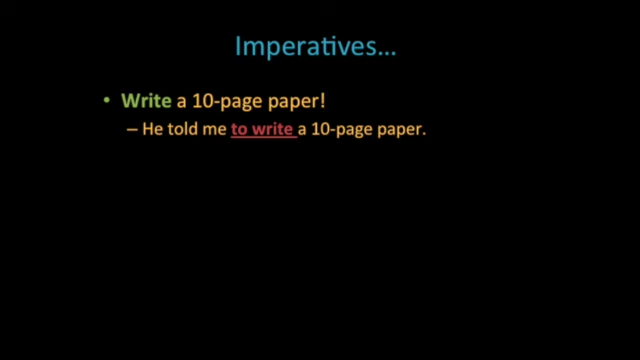 Imperatives...
• Write a 10-page paper!
– He told me to write a 10-page paper.